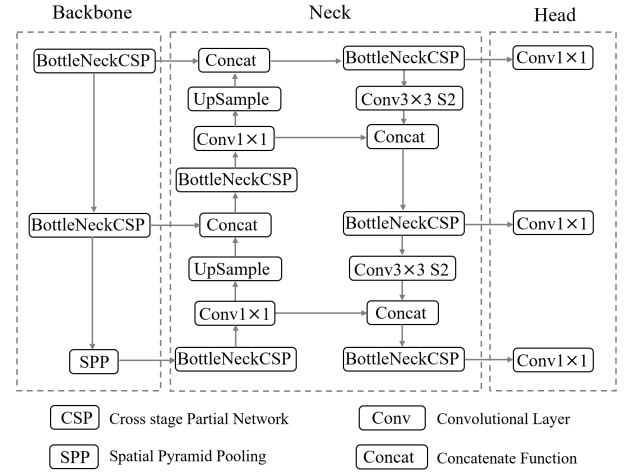 Backbone Neck Head
BottleNeckCSP Concat BottleNeckCSP Conv1×1
UpSample Conv3×3 S2
Conv1×1 Concat
BottleNeckCSP
BottleNeckCSP Concat BottleNeckCSP Conv1×1
UpSample Conv3×3 S2
Conv1×1 Concat
SPP BottleNeckCSP BottleNeckCSP Conv1×1
CSP Cross stage Partial Network Conv Convolutional Layer
SPP Spatial Pyramid Pooling Concat Concatenate Function